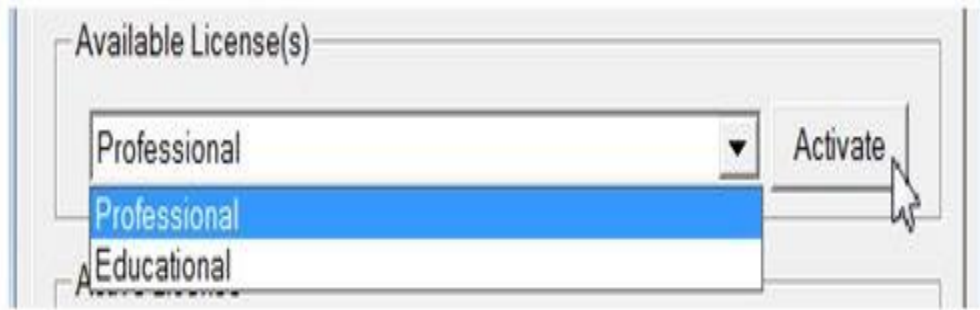 Available License(s)
Professional
Activate
Professional
Educational